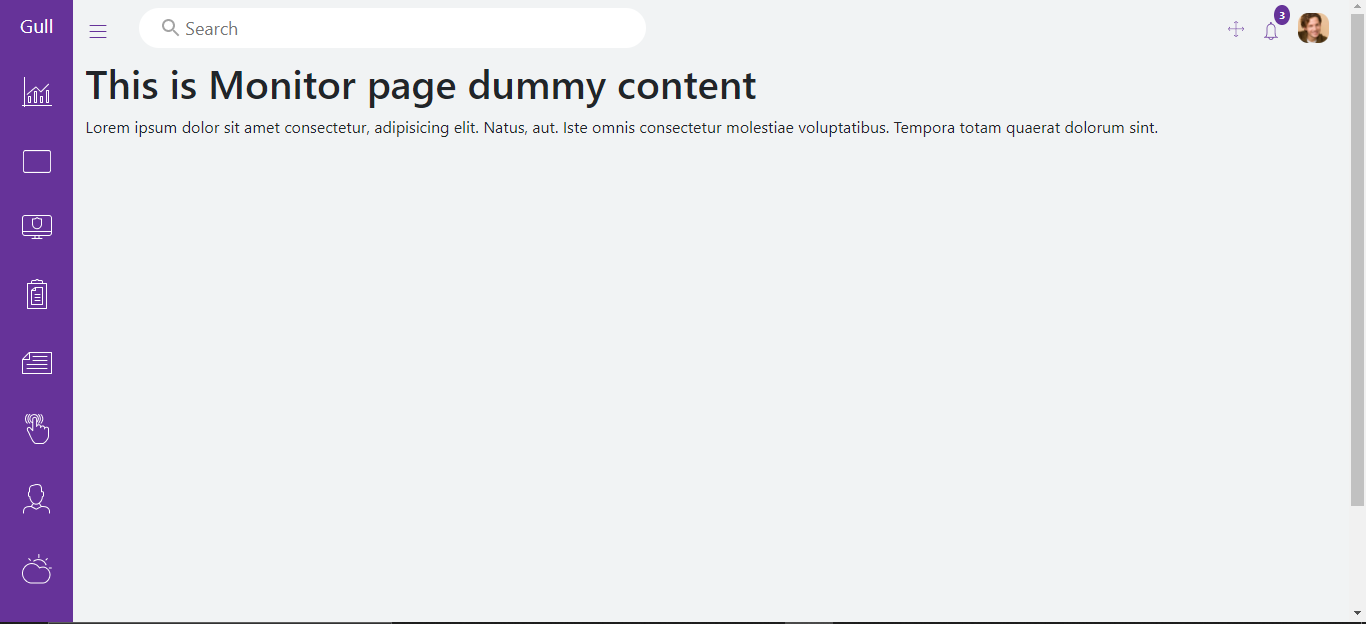 Gull
Search
3
This is Monitor page dummy content
Lorem ipsum dolor sit amet consectetur, adipisicing elit. Natus, aut. Iste omnis consectetur molestiae voluptatibus. Tempora totam quaerat dolorum sint.